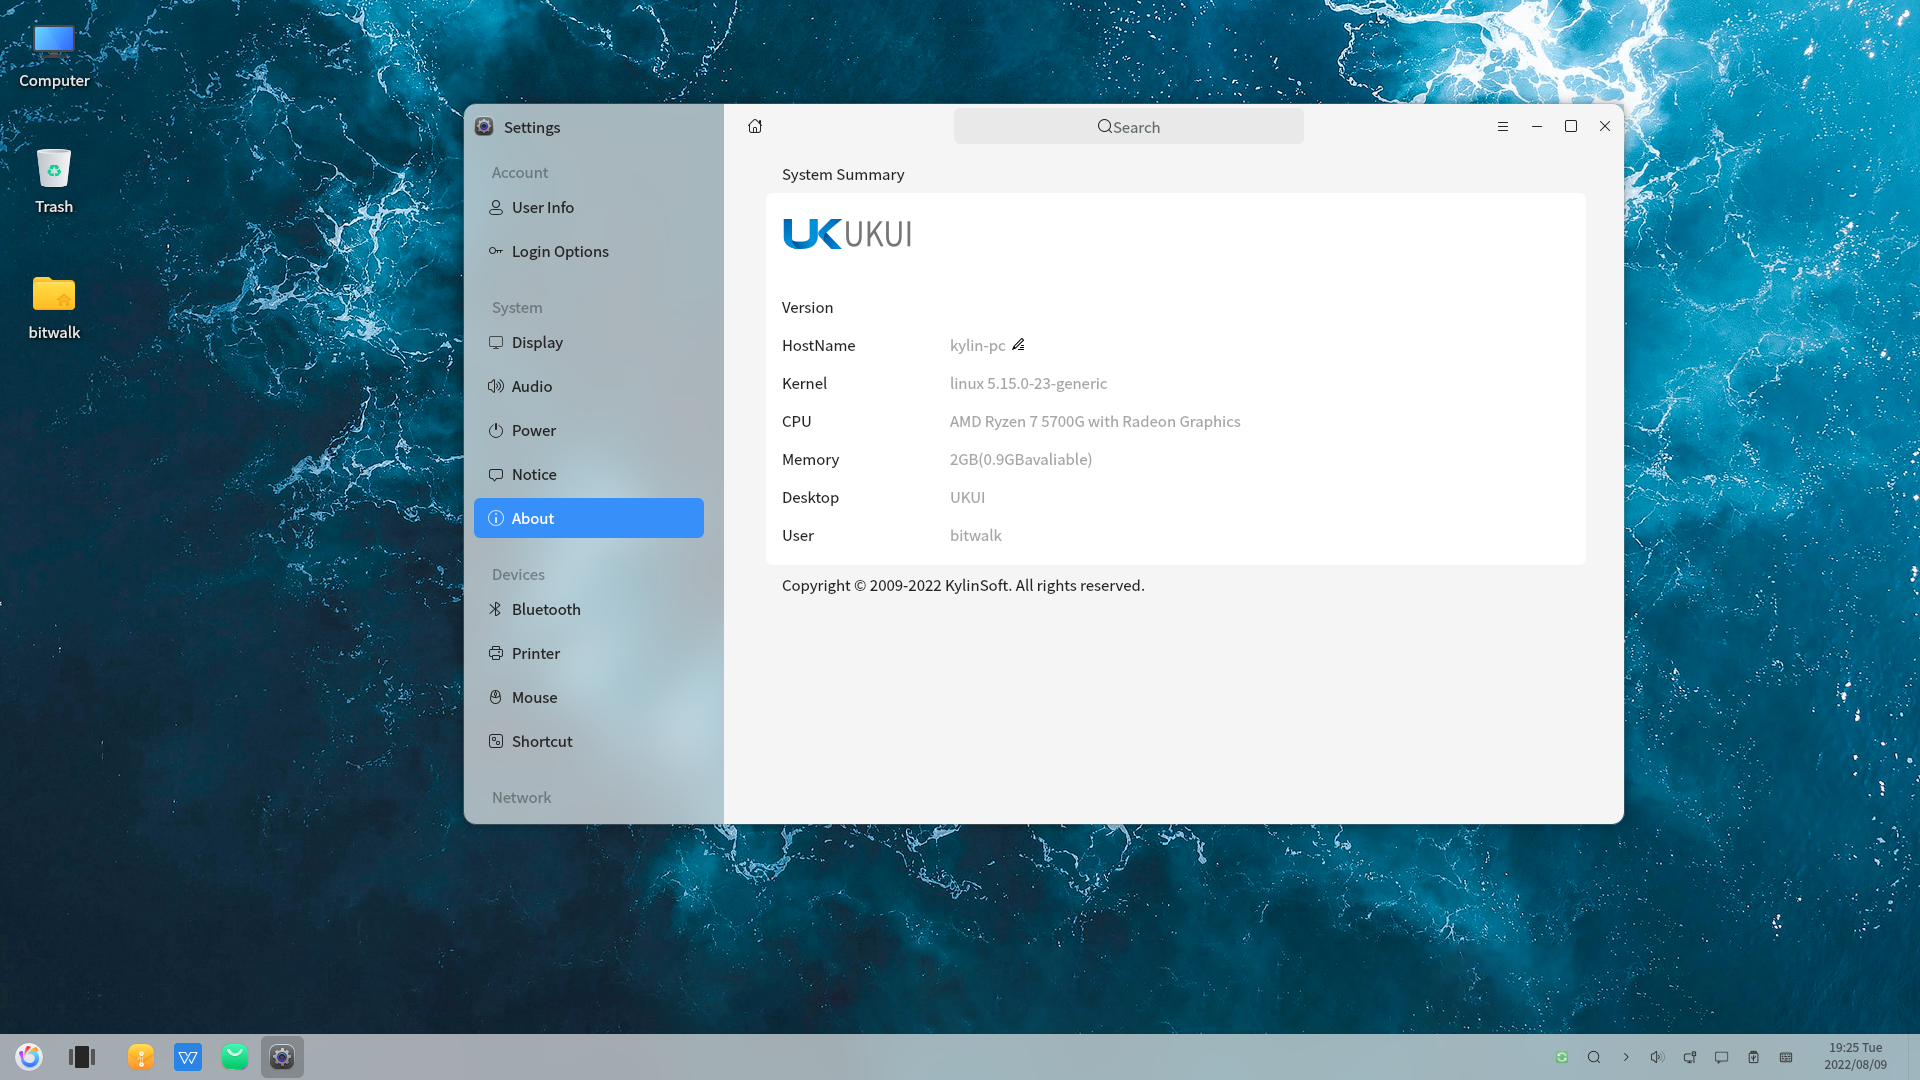 Computer
Trash
bitwalk
Settings
Account
User Info
Login Options
System
Display
Audio
Power
Notice
About
Devices
Bluetooth
Printer
Mouse
Shortcut
Network
Search
System Summary
UK UKUI
Version
HostName kylin-pc
Kernel linux 5.15.0-23-generic
CPU AMD Ryzen 7 5700G with Radeon Graphics
Memory 2GB(0.9GBavaliable)
Desktop UKUI
User bitwalk
Copyright © 2009-2022 KylinSoft. All rights reserved.
W
19:25 Tue
2022/08/09